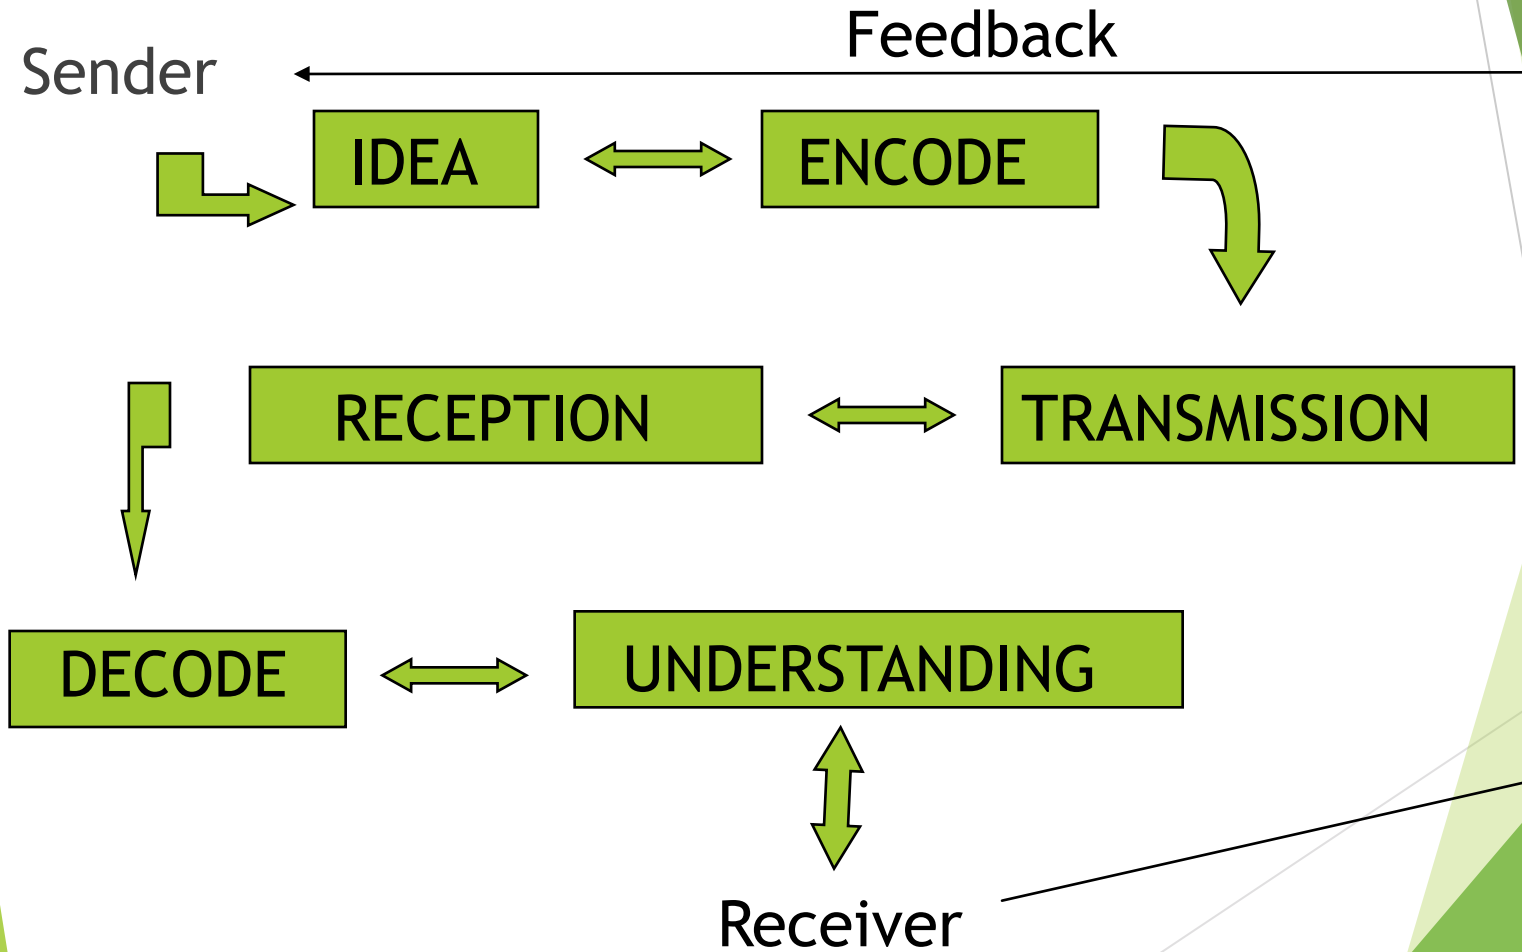 Feedback
Sender
IDEA
ENCODE
RECEPTION
TRANSMISSION
DECODE
UNDERSTANDING
Receiver